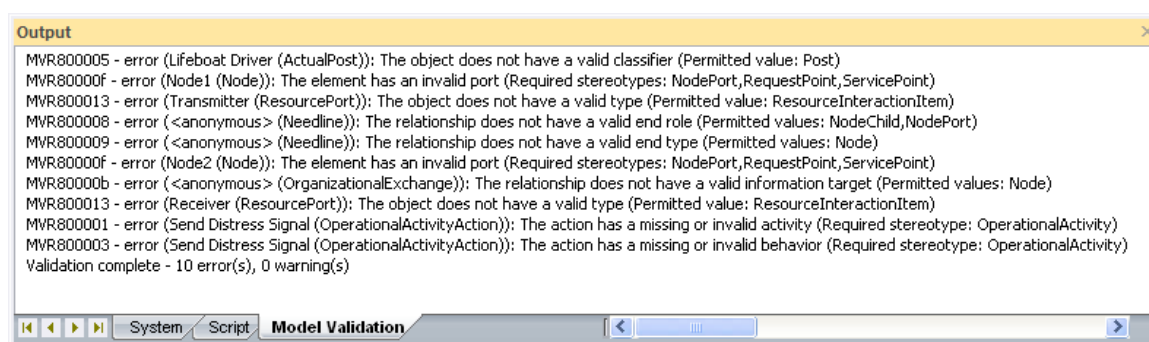 Output
MVR800005 - error (Lifeboat Driver (ActualPost)): The object does not have a valid classifier (Permitted value: Post)
MVR80000f - error (Node1 (Node)): The element has an invalid port (Required stereotypes: NodePort,RequestPoint,ServicePoint)
MVR800013 - error (Transmitter (ResourcePort)): The object does not have a valid type (Permitted value: ResourceInteractionItem)
MVR800008 - error (<anonymous> (Needline)): The relationship does not have a valid end role (Permitted values: NodeChild,NodePort)
MVR800009 - error (<anonymous> (Needline)): The relationship does not have a valid end type (Permitted values: Node)
MVR80000f - error (Node2 (Node)): The element has an invalid port (Required stereotypes: NodePort,RequestPoint,ServicePoint)
MVR80000b - error (<anonymous> (OrganizationalExchange)): The relationship does not have a valid information target (Permitted values: Node)
MVR800013 - error (Receiver (ResourcePort)): The object does not have a valid type (Permitted value: ResourceInteractionItem)
MVR800001 - error (Send Distress Signal (OperationalActivityAction)): The action has a missing or invalid activity (Required stereotype: OperationalActivity)
MVR800003 - error (Send Distress Signal (OperationalActivityAction)): The action has a missing or invalid behavior (Required stereotype: OperationalActivity)
Validation complete - 10 error(s), 0 warning(s)
System Script Model Validation